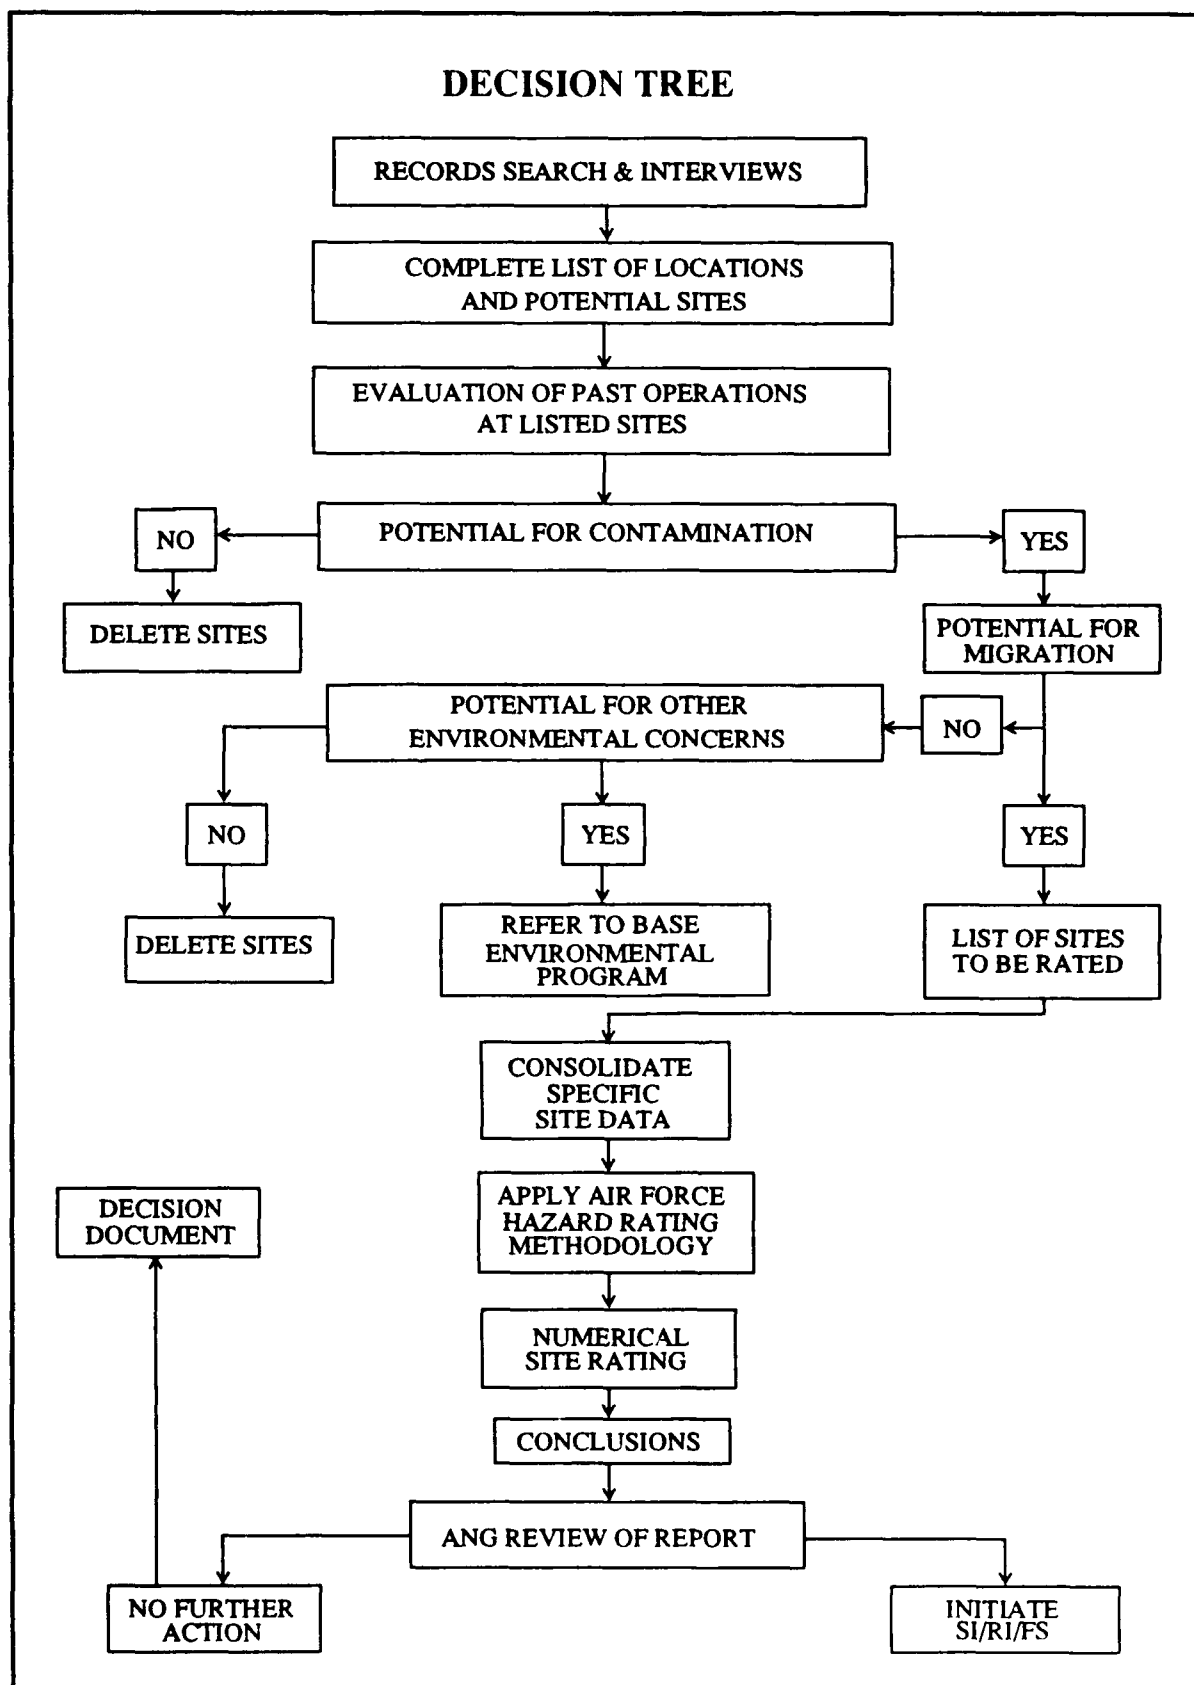 DECISION TREE
RECORDS SEARCH & INTERVIEWS
COMPLETE LIST OF LOCATIONS
AND POTENTIAL SITES
EVALUATION OF PAST OPERATIONS
AT LISTED SITES
POTENTIAL FOR CONTAMINATION
NO
YES
DELETE SITES
POTENTIAL FOR
MIGRATION
POTENTIAL FOR OTHER
ENVIRONMENTAL CONCERNS
NO
NO
YES
YES
DELETE SITES
REFER TO BASE
ENVIRONMENTAL
PROGRAM
LIST OF SITES
TO BE RATED
CONSOLIDATE
SPECIFIC
SITE DATA
APPLY AIR FORCE
HAZARD RATING
METHODOLOGY
DECISION
DOCUMENT
NUMERICAL
SITE RATING
CONCLUSIONS
ANG REVIEW OF REPORT
NO FURTHER
ACTION
INITIATE
SI/RI/FS